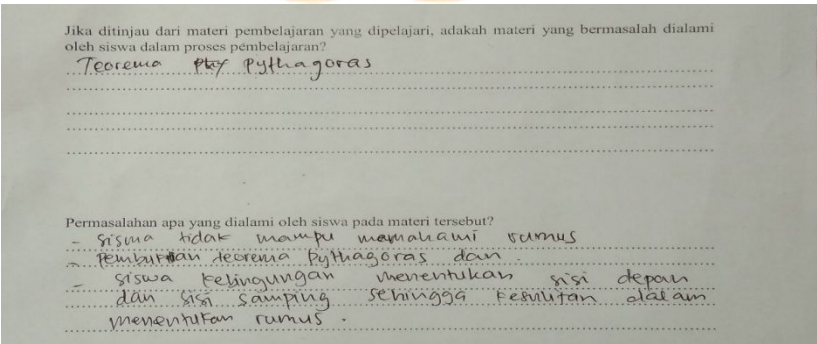 Jika ditinjau dari materi pembelajaran yang dipelajari, adakah materi yang bermasalah dialami
oleh siswa dalam proses pembelajaran?
Teorema Pythagoras
Permasalahan apa yang dialami oleh siswa pada materi tersebut?
- siswa tidak mampu memahami rumus
- Pembuktian teorema Pythagoras dan.
- siswa kebingungan menentukan sisi depan
dan sisi samping sehingga kesulitan dalam
menentukan rumus.